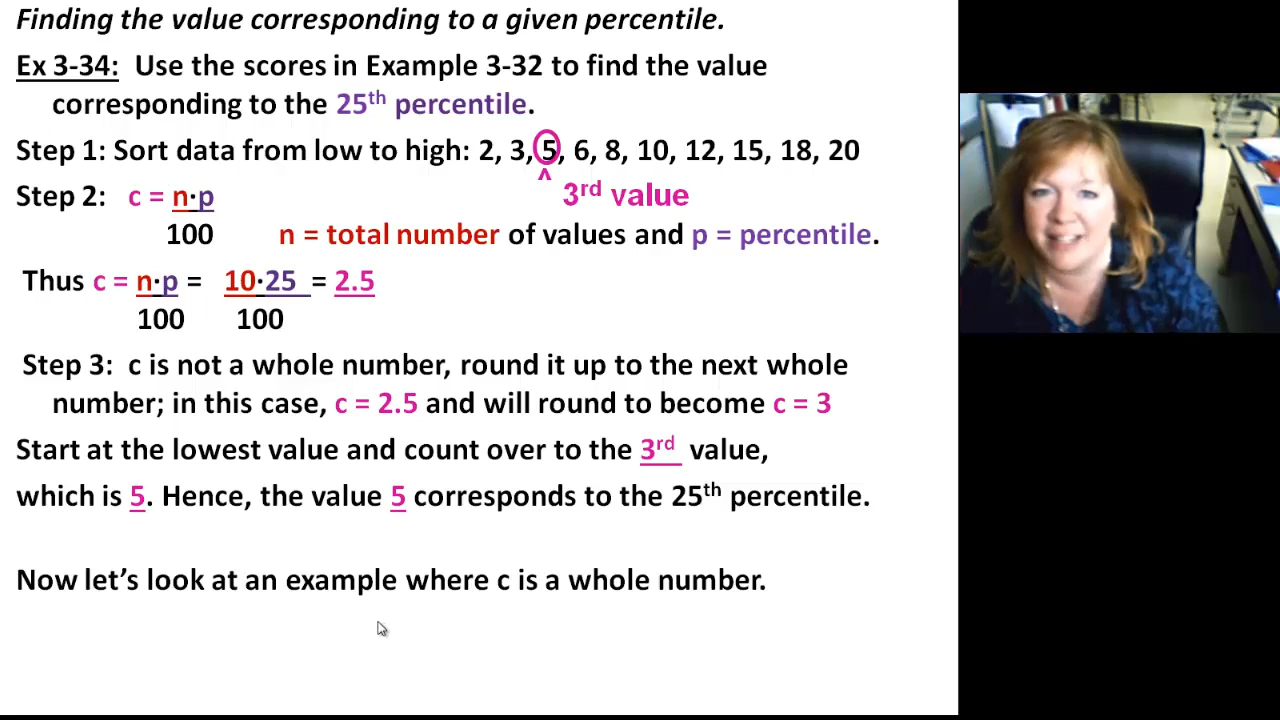 Finding the value corresponding to a given percentile.
Ex 3-34: Use the scores in Example 3-32 to find the value
corresponding to the 25th percentile.
Step 1: Sort data from low to high: 2, 3, 5, 6, 8, 10, 12, 15, 18, 20
^
Step 2: c = n·p
3rd value
100
n = total number of values and p = percentile.
Thus c = n·p = 10·25 = 2.5
100 100
Step 3: c is not a whole number, round it up to the next whole
number; in this case, c = 2.5 and will round to become c = 3
Start at the lowest value and count over to the 3rd value,
which is 5. Hence, the value 5 corresponds to the 25th percentile.
Now let's look at an example where c is a whole number.